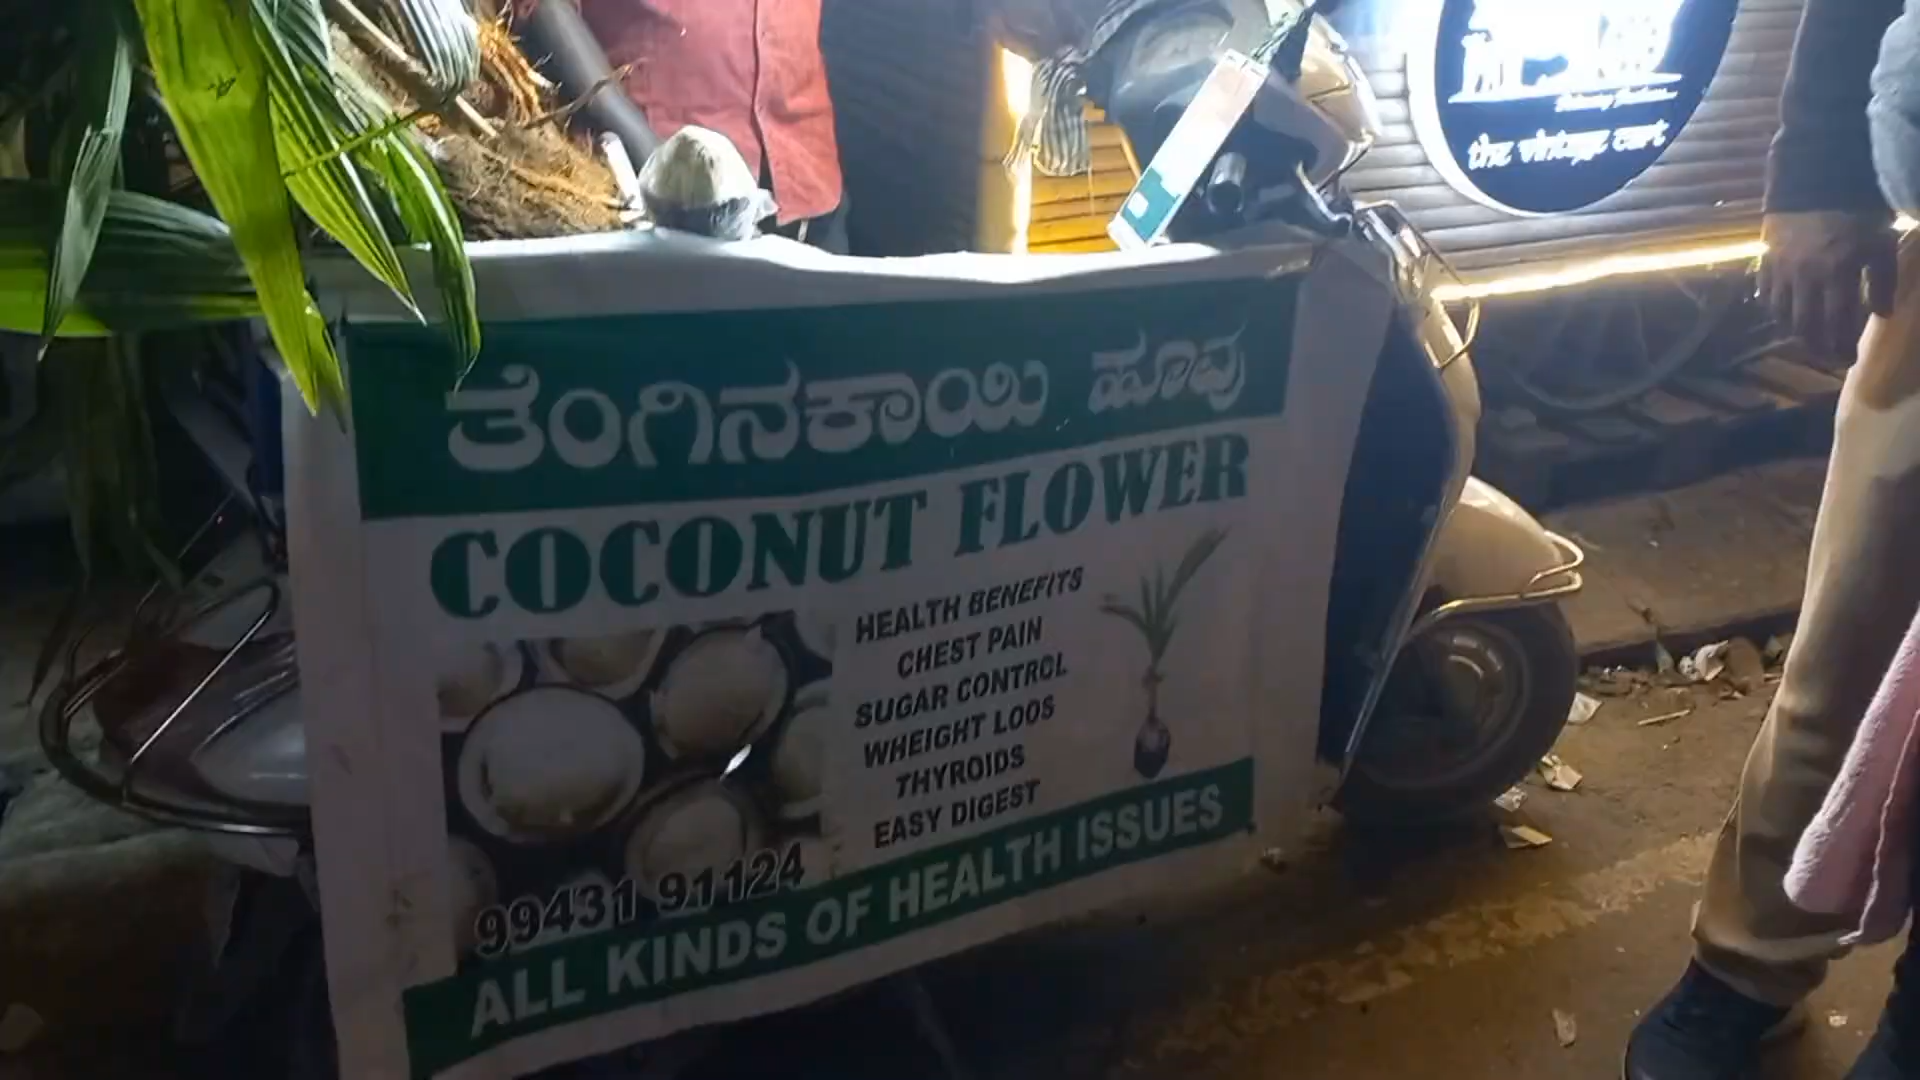 the vintage cart
ತೆಂಗಿನಕಾಯಿ ಹೂವು
COCONUT FLOWER
HEALTH BENEFITS
CHEST PAIN
SUGAR CONTROL
WHEIGHT LOOS
THYROIDS
EASY DIGEST
99431 91124
ALL KINDS OF HEALTH ISSUES